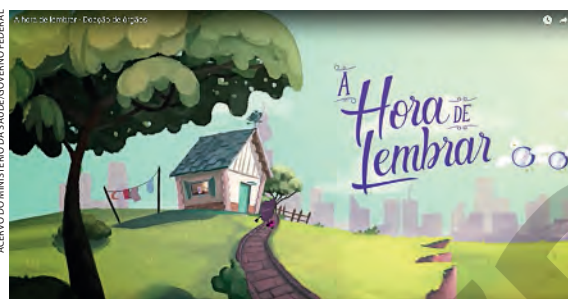 A hora de lembrar - Doação de órgãos
A
Hora DE
Lembrar
ACERVO DO MINISTÉRIO DA SAÚDE/GOVERNO FEDERAL